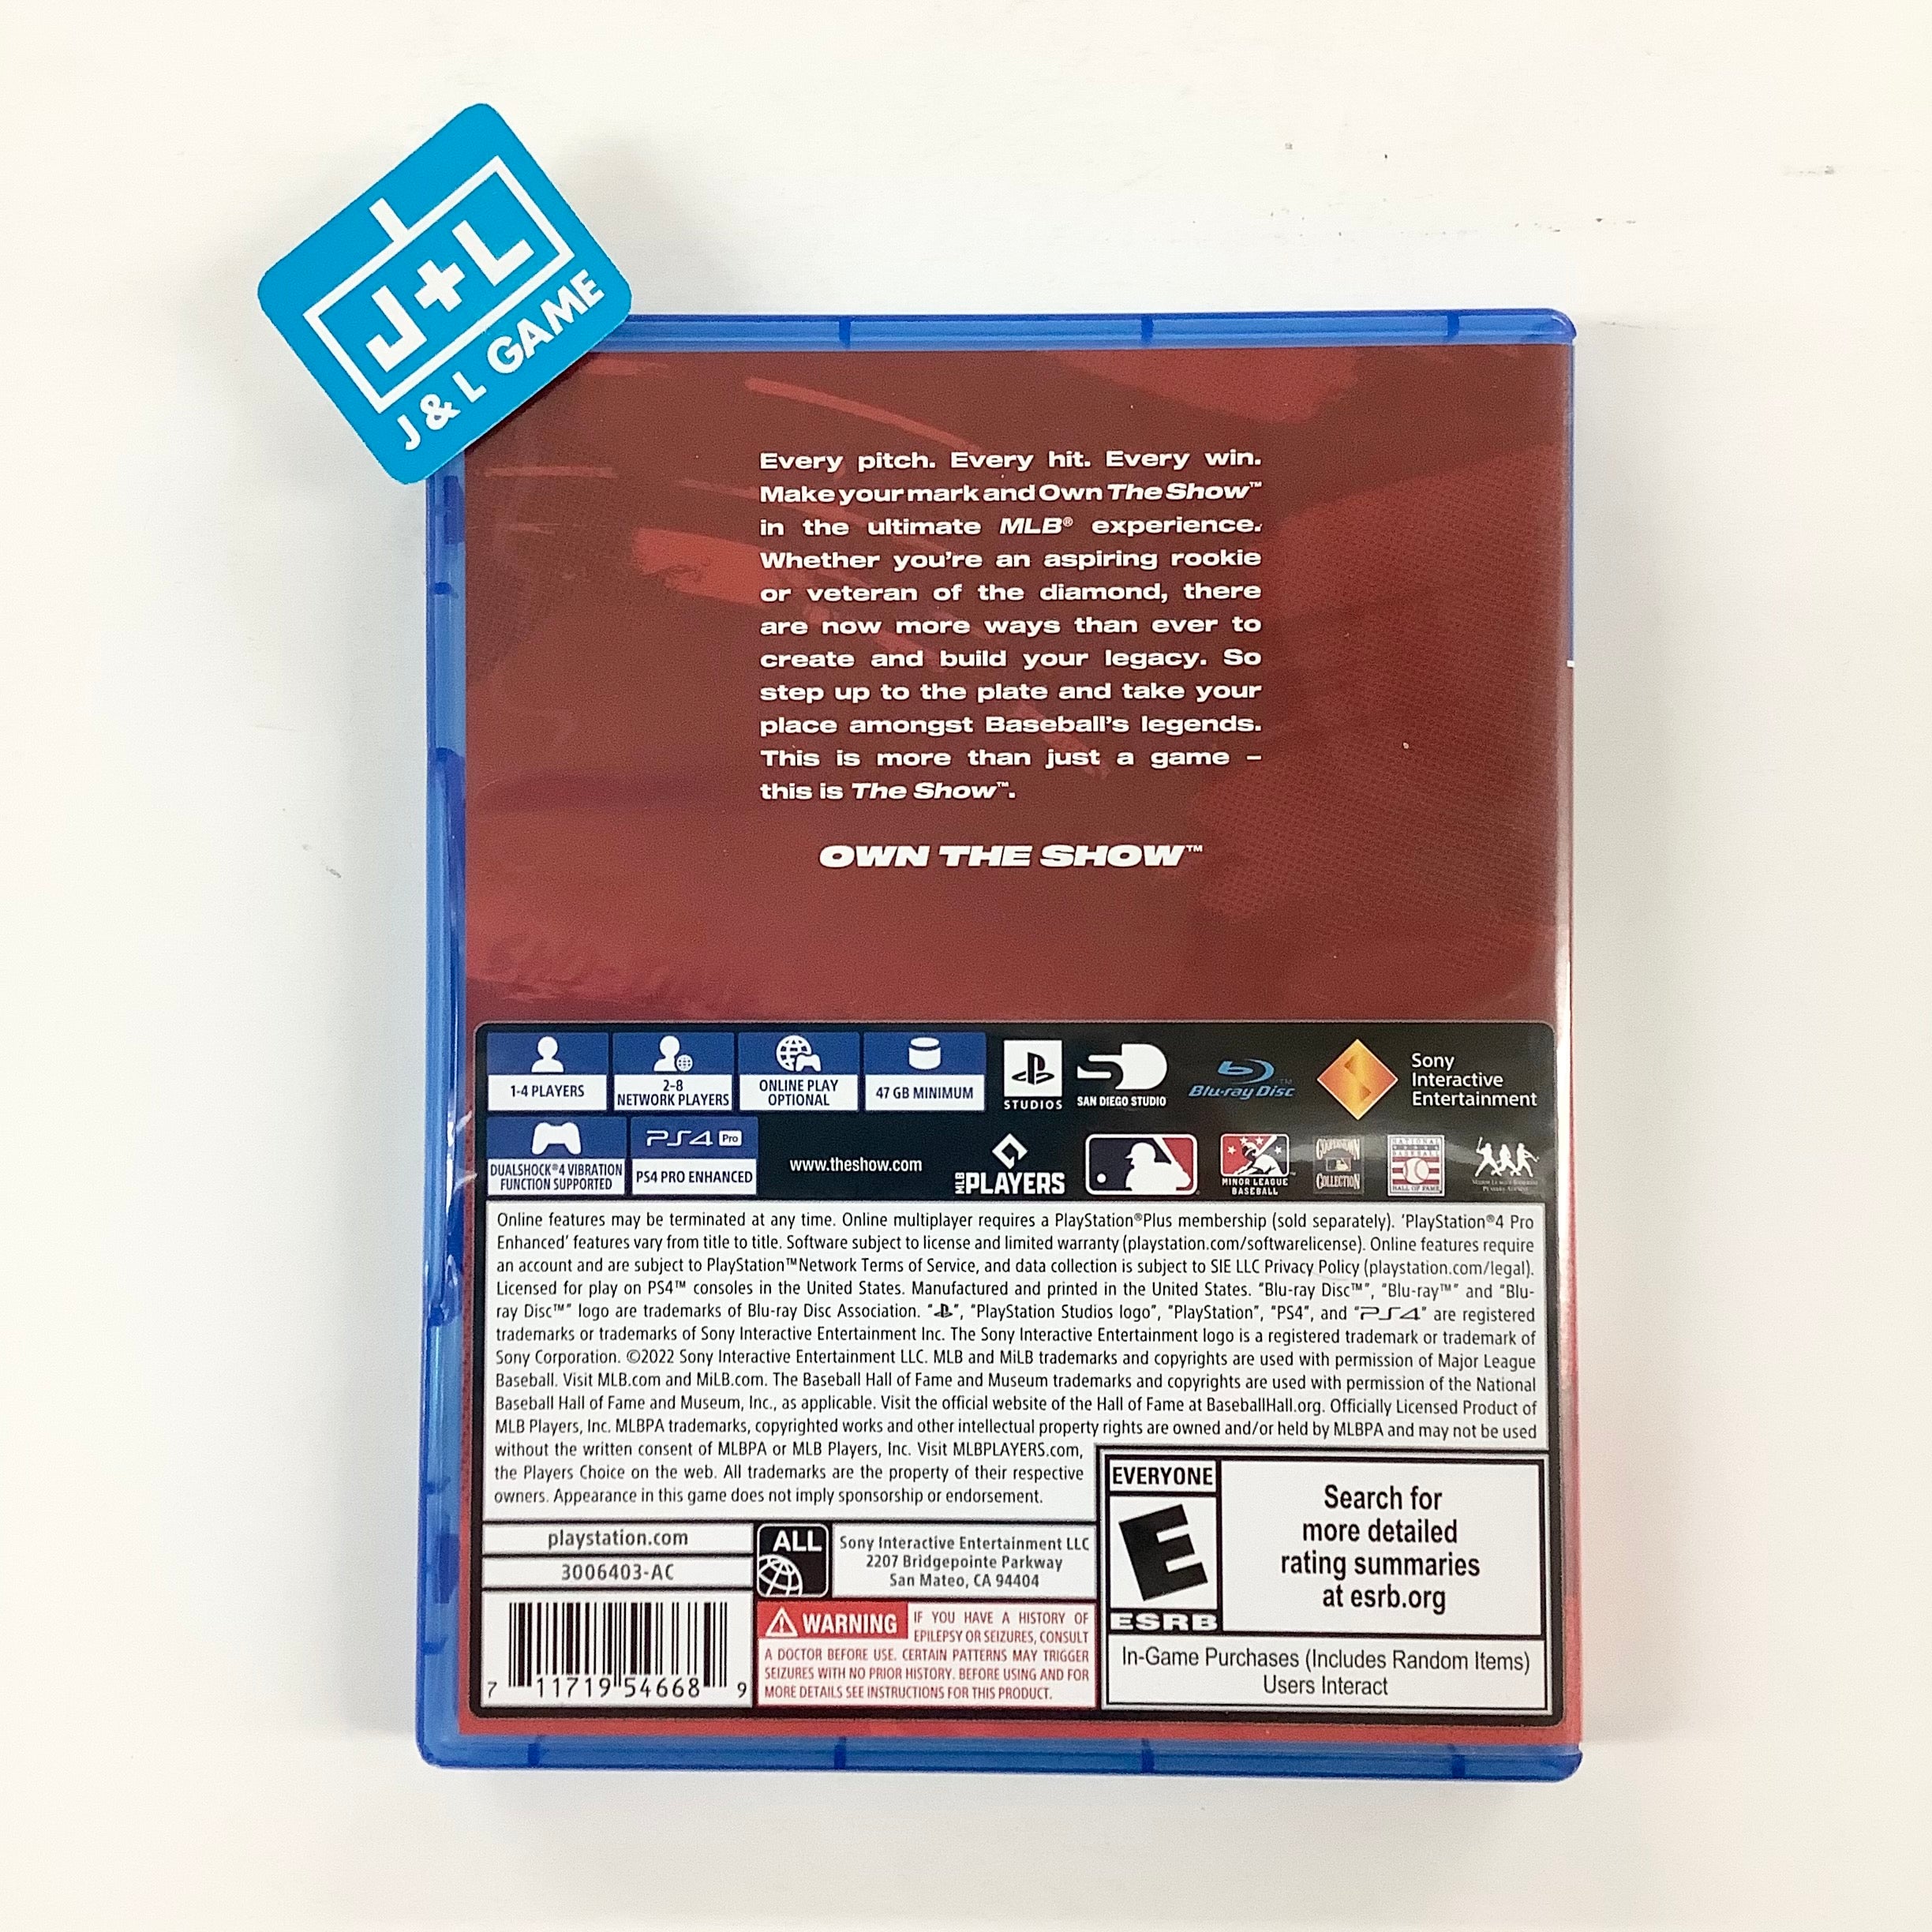 J+L
J & L GAME
Every pitch. Every hit. Every win.
Make your mark and Own The Show™
in the ultimate MLB® experience.
Whether you're an aspiring rookie
or veteran of the diamond, there
are now more ways than ever to
create and build your legacy. So
step up to the plate and take your
place amongst Baseball's legends.
This is more than just a game –
this is The Show™.
OWN THE SHOW™
1-4 PLAYERS
2-8
NETWORK PLAYERS
ONLINE PLAY
OPTIONAL
47 GB MINIMUM
STUDIOS
SAN DIEGO STUDIO
Blu-ray Disc™
Sony
Interactive
Entertainment
DUALSHOCK®4 VIBRATION
FUNCTION SUPPORTED
PS4 Pro
PS4 PRO ENHANCED
www.theshow.com
MLB PLAYERS
MINOR LEAGUE
BASEBALL
COOPERSTOWN
COLLECTION
NATIONAL
BASEBALL
HALL OF FAME
Online features may be terminated at any time. Online multiplayer requires a PlayStation®Plus membership (sold separately). 'PlayStation®4 Pro
Enhanced' features vary from title to title. Software subject to license and limited warranty (playstation.com/softwarelicense). Online features require
an account and are subject to PlayStation™Network Terms of Service, and data collection is subject to SIE LLC Privacy Policy (playstation.com/legal).
Licensed for play on PS4™ consoles in the United States. Manufactured and printed in the United States. "Blu-ray Disc™", "Blu-ray™" and "Blu-
ray Disc™" logo are trademarks of Blu-ray Disc Association. "", "PlayStation Studios logo", "PlayStation", "PS4", and "PS4" are registered
trademarks or trademarks of Sony Interactive Entertainment Inc. The Sony Interactive Entertainment logo is a registered trademark or trademark of
Sony Corporation. ©2022 Sony Interactive Entertainment LLC. MLB and MiLB trademarks and copyrights are used with permission of Major League
Baseball. Visit MLB.com and MiLB.com. The Baseball Hall of Fame and Museum trademarks and copyrights are used with permission of the National
Baseball Hall of Fame and Museum, Inc., as applicable. Visit the official website of the Hall of Fame at BaseballHall.org. Officially Licensed Product of
MLB Players, Inc. MLBPA trademarks, copyrighted works and other intellectual property rights are owned and/or held by MLBPA and may not be used
without the written consent of MLBPA or MLB Players, Inc. Visit MLBPLAYERS.com,
the Players Choice on the web. All trademarks are the property of their respective
owners. Appearance in this game does not imply sponsorship or endorsement.
playstation.com
3006403-AC
ALL
Sony Interactive Entertainment LLC
2207 Bridgepointe Parkway
San Mateo, CA 94404
WARNING IF YOU HAVE A HISTORY OF
EPILEPSY OR SEIZURES, CONSULT
A DOCTOR BEFORE USE. CERTAIN PATTERNS MAY TRIGGER
SEIZURES WITH NO PRIOR HISTORY. BEFORE USING AND FOR
MORE DETAILS SEE INSTRUCTIONS FOR THIS PRODUCT.
7 11719 54668 9
EVERYONE
E
ESRB
Search for
more detailed
rating summaries
at esrb.org
In-Game Purchases (Includes Random Items)
Users Interact